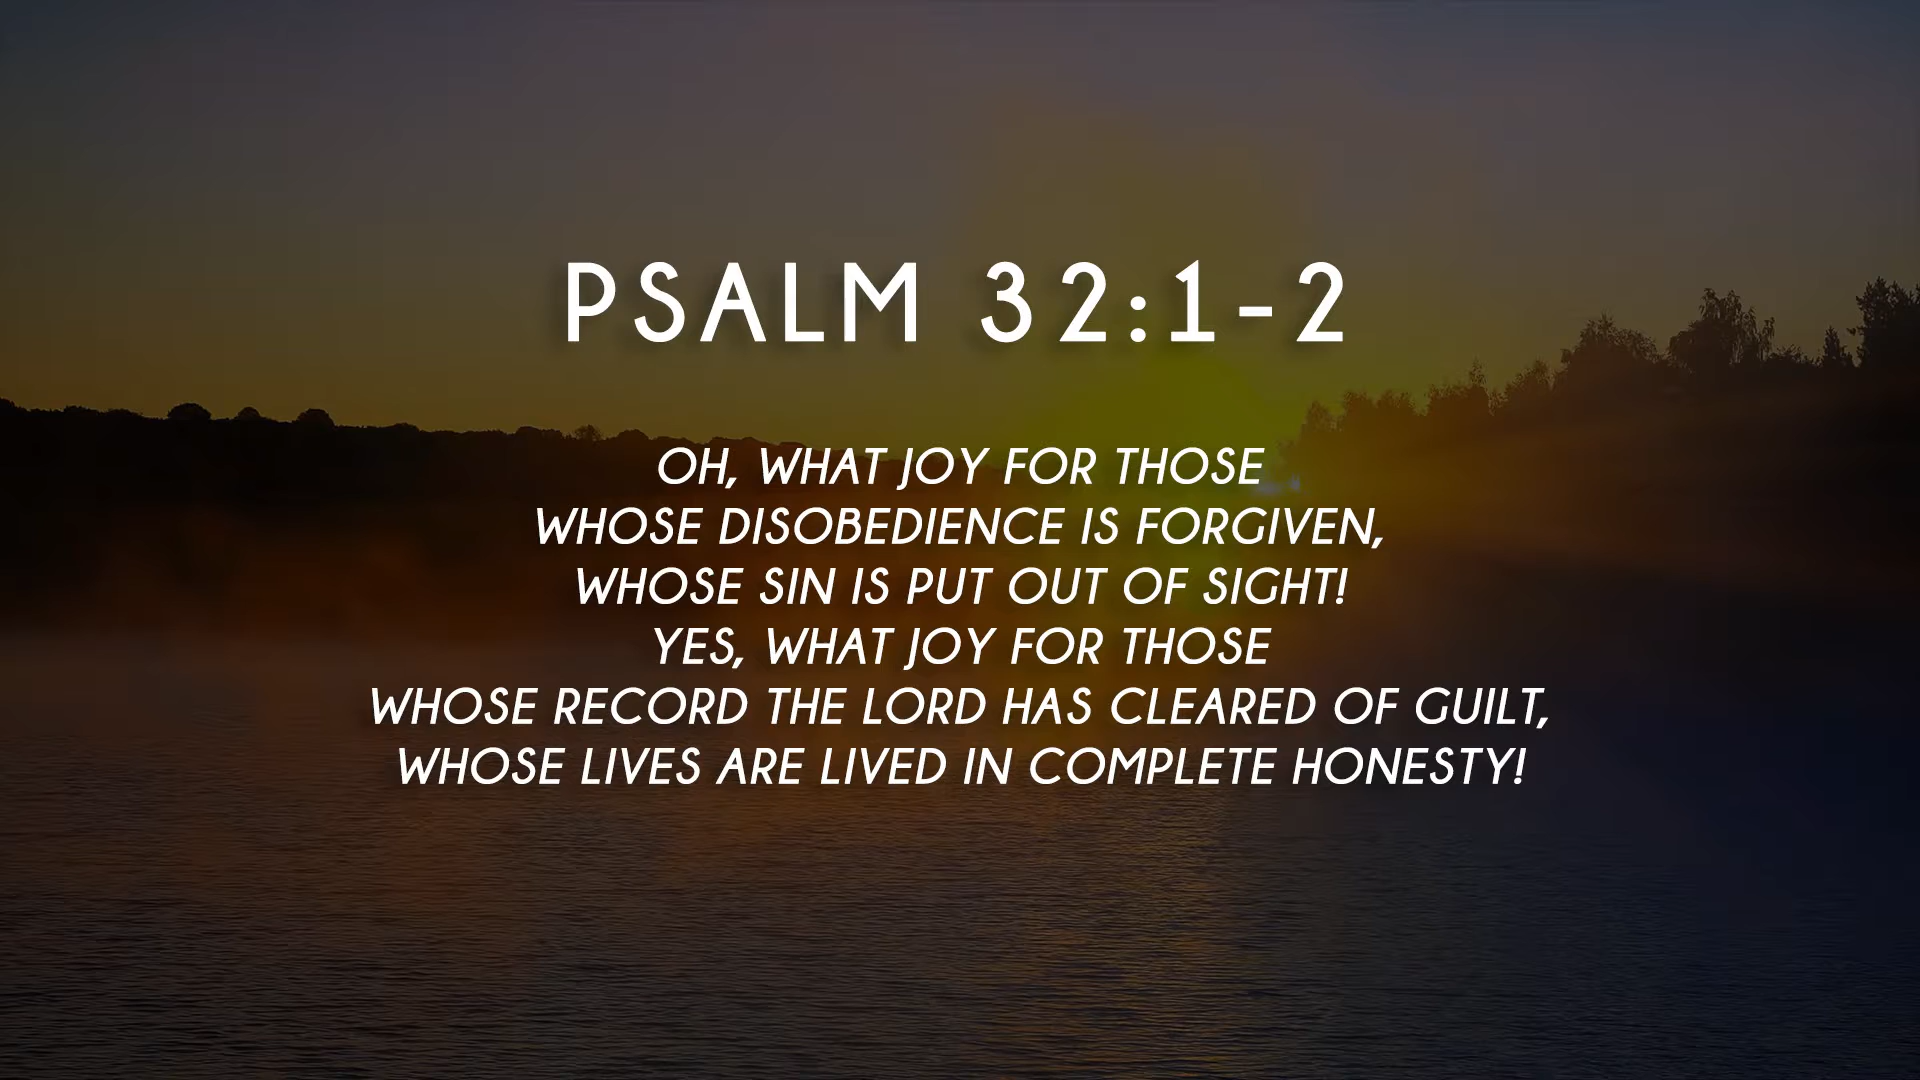 PSALM 32:1-2
OH, WHAT JOY FOR THOSE
WHOSE DISOBEDIENCE IS FORGIVEN,
WHOSE SIN IS PUT OUT OF SIGHT!
YES, WHAT JOY FOR THOSE
WHOSE RECORD THE LORD HAS CLEARED OF GUILT,
WHOSE LIVES ARE LIVED IN COMPLETE HONESTY!